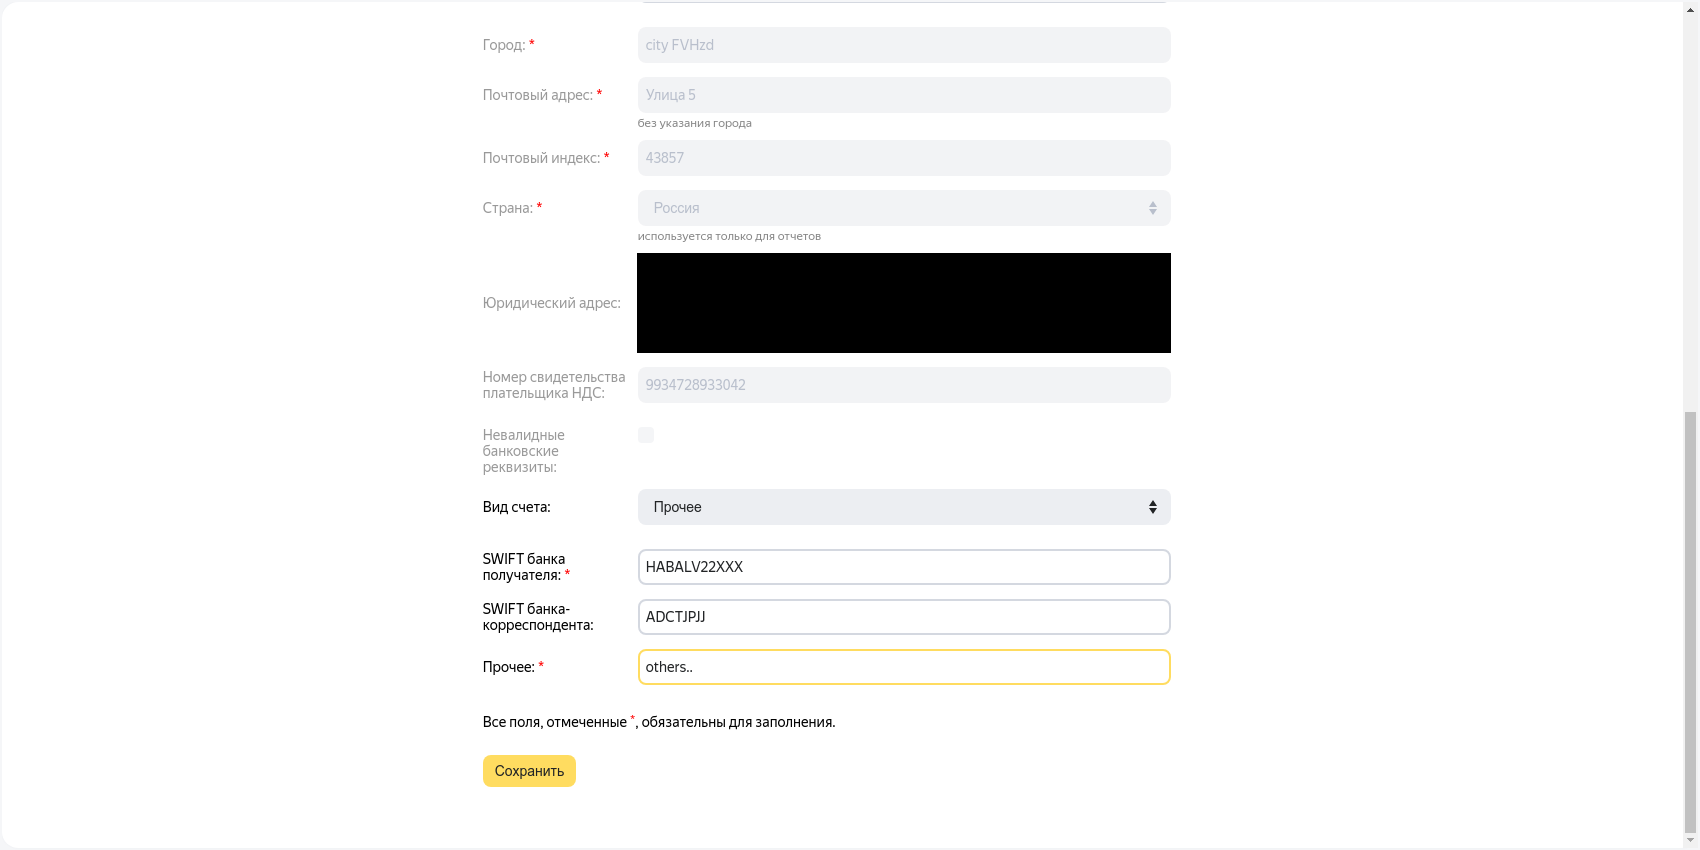 Город: *
city FVHzd
Почтовый адрес: *
Улица 5
без указания города
Почтовый индекс: *
43857
Страна: *
Россия
используется только для отчетов
Юридический адрес:
Номер свидетельства
плательщика НДС:
9934728933042
Невалидные
банковские
реквизиты:
Вид счета:
Прочее
SWIFT банка
получателя: *
HABALV22XXX
SWIFT банка-
корреспондента:
ADCTJPJJ
Прочее: *
others..
Все поля, отмеченные *, обязательны для заполнения.
Сохранить